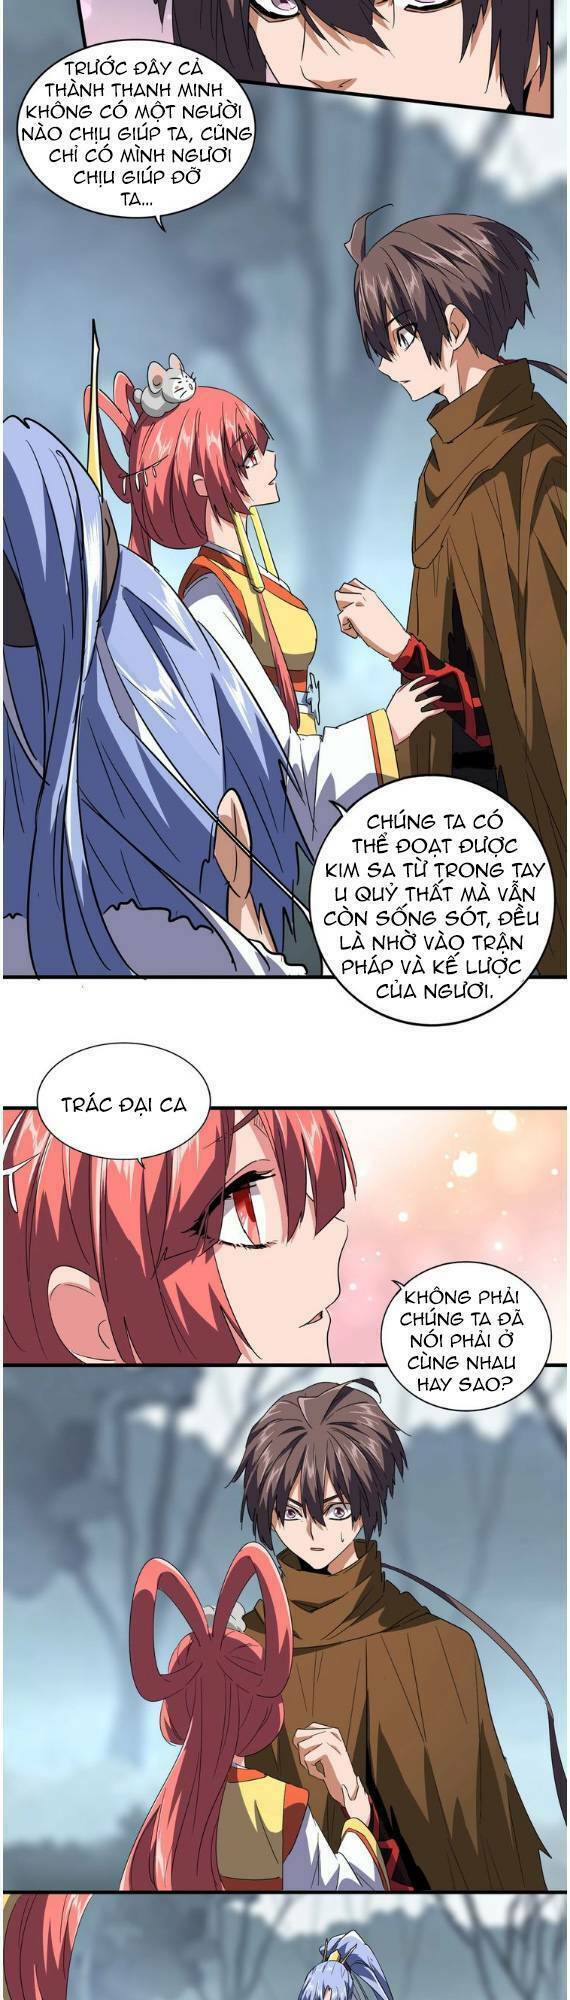 TRƯỚC ĐÂY CẢ
THÀNH THANH MINH
KHÔNG CÓ MỘT NGƯỜI
NÀO CHỊU GIÚP TA, CŨNG
CHỈ CÓ MÌNH NGƯƠI
CHỊU GIÚP ĐỠ
TA...
CHÚNG TA CÓ
THỂ ĐOẠT ĐƯỢC
KIM SA TỪ TRONG TAY
U QUỶ THẤT MÀ VẪN
CÒN SỐNG SÓT, ĐỀU
LÀ NHỜ VÀO TRẬN
PHÁP VÀ KẾ LƯỢC
CỦA NGƯƠI.
TRÁC ĐẠI CA
KHÔNG PHẢI
CHÚNG TA ĐÃ
NÓI PHẢI Ở
CÙNG NHAU
HAY SAO?